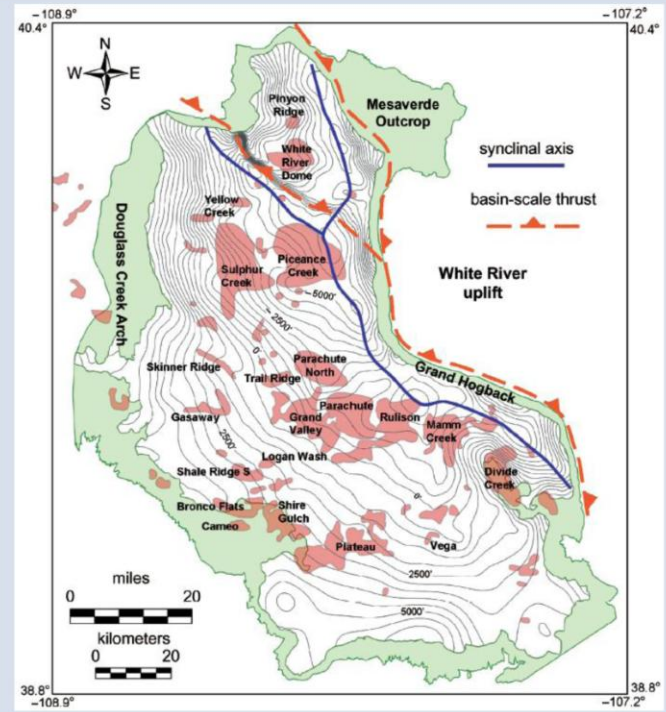 −108.9°
−107.2°
40.4°
40.4°
N
W
E
S
Pinyon
Ridge
Mesaverde
Outcrop
synclinal axis
White
River
Dome
basin-scale thrust
Yellow
Creek
Douglass Creek Arch
Piceance
Creek
Sulphur
Creek
White River
uplift
−5000'
−2500'
0'
Skinner Ridge
Parachute
North
Trail Ridge
Grand Hogback
Parachute
Gasaway
Grand
Valley
Rulison
Mamm
Creek
2500'
Logan Wash
Shale Ridge S
Divide
Creek
0'
Bronco Flats
Shire
Gulch
Cameo
Plateau
Vega
2500'
5000'
miles
0
20
kilometers
0
20
38.8°
38.8°
−108.9°
−107.2°